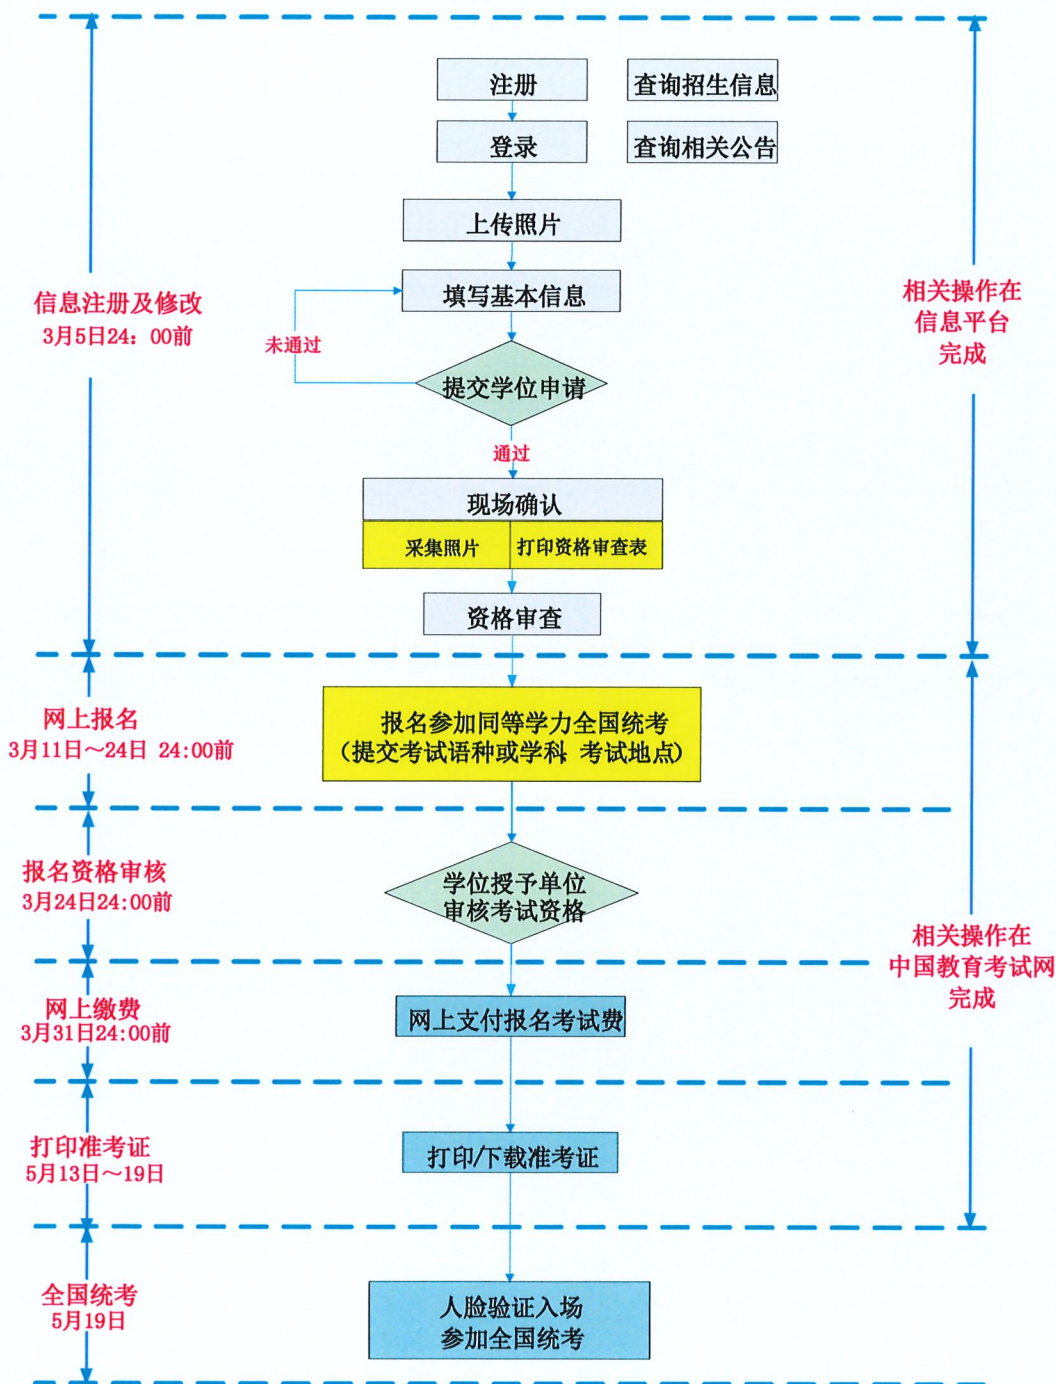 注册
查询招生信息
登录
查询相关公告
上传照片
填写基本信息
信息注册及修改
3月5日24：00前
相关操作在
信息平台
完成
未通过
提交学位申请
通过
现场确认
采集照片
打印资格审查表
资格审查
网上报名
3月11日～24日 24:00前
报名参加同等学力全国统考
（提交考试语种或学科 考试地点）
报名资格审核
3月24日24:00前
学位授予单位
审核考试资格
相关操作在
中国教育考试网
完成
网上缴费
3月31日24:00前
网上支付报名考试费
打印准考证
5月13日～19日
打印/下载准考证
全国统考
5月19日
人脸验证入场
参加全国统考